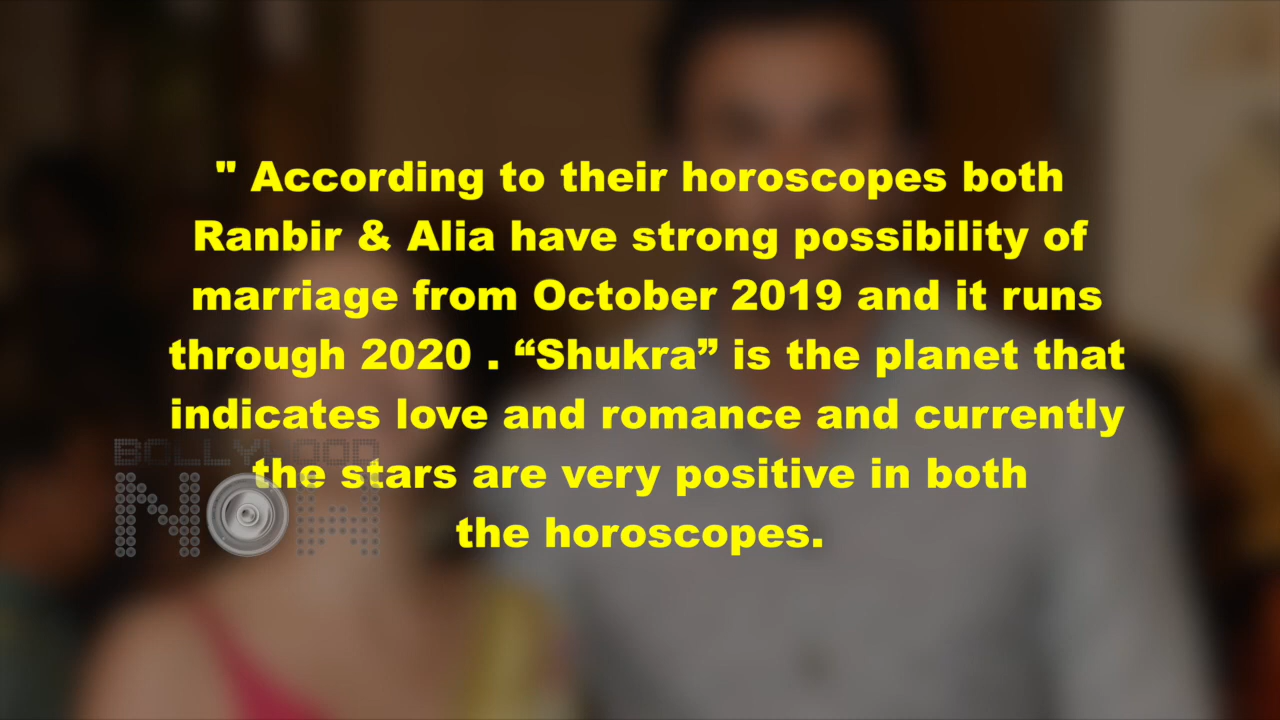 " According to their horoscopes both
Ranbir & Alia have strong possibility of
marriage from October 2019 and it runs
through 2020 . “Shukra” is the planet that
indicates love and romance and currently
the stars are very positive in both
the horoscopes.
BOLLYWOOD
NOW